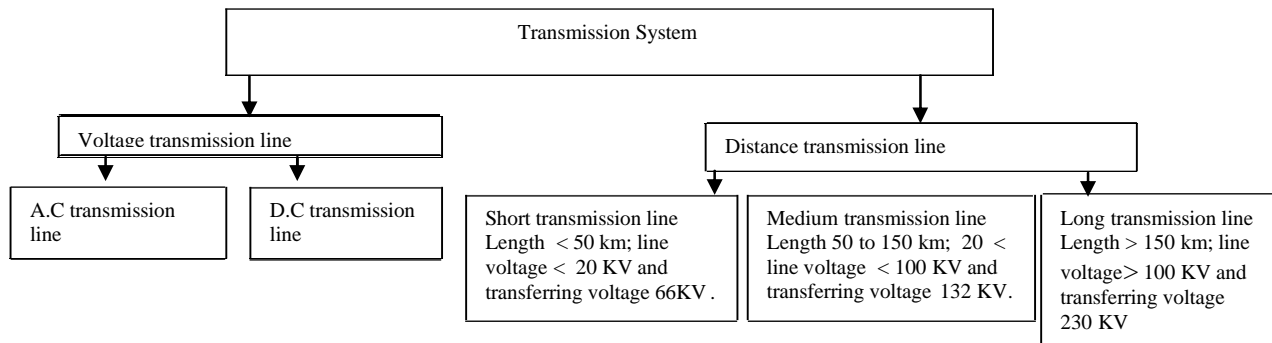 Transmission System
Voltage transmission line
Distance transmission line
A.C transmission
line
D.C transmission
line
Short transmission line
Length < 50 km; line
voltage < 20 KV and
transferring voltage 66KV .
Medium transmission line
Length 50 to 150 km; 20 <
line voltage < 100 KV and
transferring voltage 132 KV.
Long transmission line
Length > 150 km; line
voltage> 100 KV and
transferring voltage
230 KV